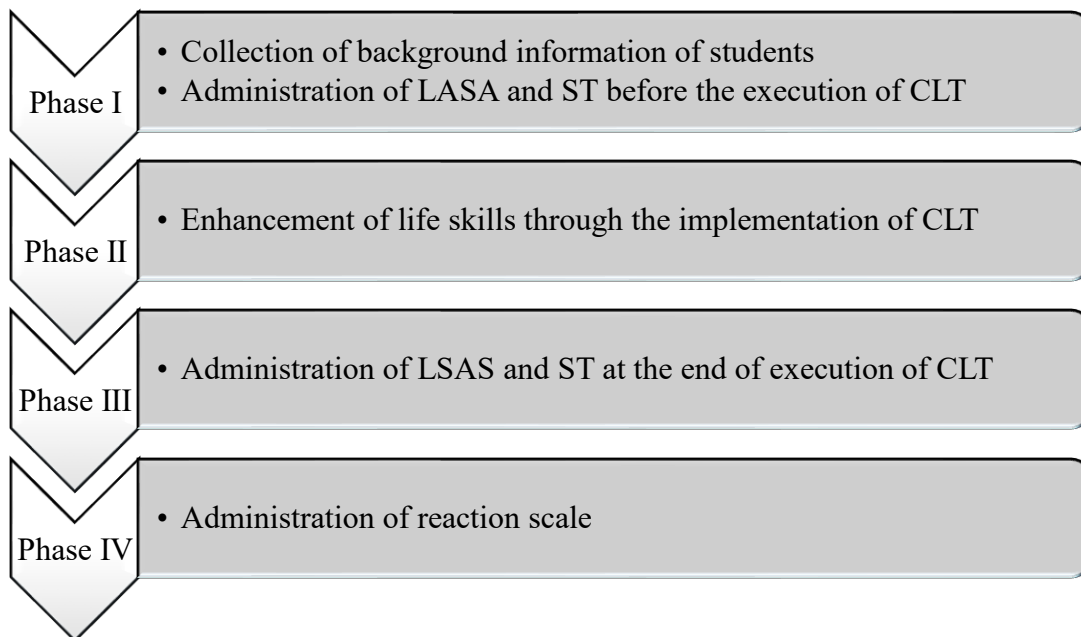 Phase I
• Collection of background information of students
• Administration of LASA and ST before the execution of CLT
Phase II
• Enhancement of life skills through the implementation of CLT
Phase III
• Administration of LSAS and ST at the end of execution of CLT
Phase IV
• Administration of reaction scale